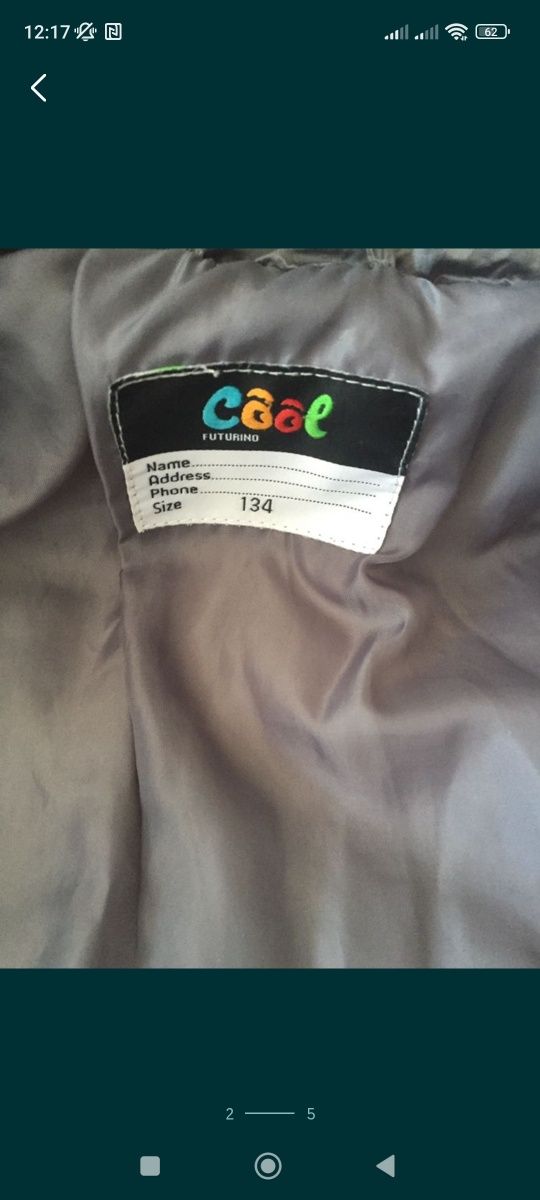 12:17
62
Cool
FUTURINO
Name
Address
Phone
Size 134
2 5